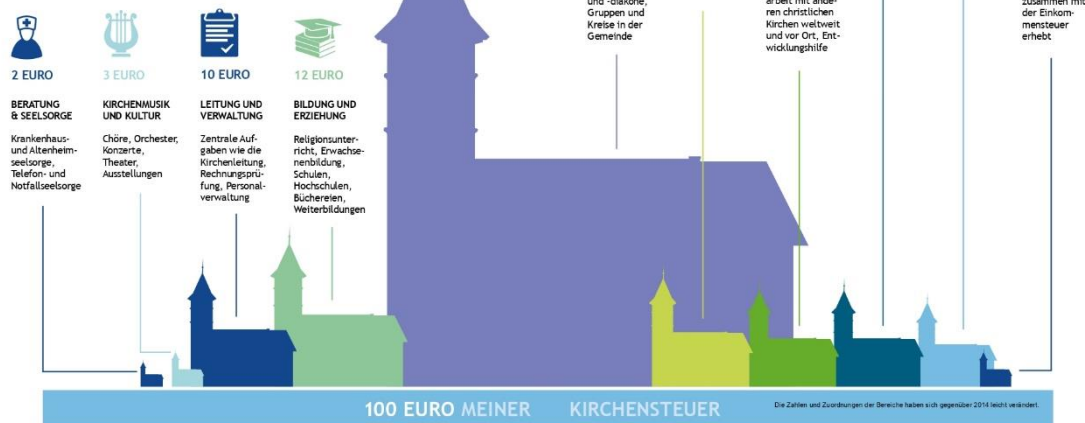 2 EURO
BERATUNG
& SEELSORGE
Krankenhaus-
und Altenheim-
seelsorge,
Telefon- und
Notfallseelsorge
3 EURO
KIRCHENMUSIK
UND KULTUR
Chöre, Orchester,
Konzerte,
Theater,
Ausstellungen
10 EURO
LEITUNG UND
VERWALTUNG
Zentrale Auf-
gaben wie die
Kirchenleitung,
Rechnungsprü-
fung, Personal-
verwaltung
12 EURO
BILDUNG UND
ERZIEHUNG
Religionsunter-
richt, Erwachse-
nenbildung,
Schulen,
Hochschulen,
Büchereien,
Weiterbildungen
und -diakone,
Gruppen und
Kreise in der
Gemeinde
arbeit mit ande-
ren christlichen
Kirchen weltweit
und vor Ort, Ent-
wicklungshilfe
zusammen mit
der Einkom-
mensteuer
erhebt
100 EURO MEINER KIRCHENSTEUER
Die Zahlen und Zuordnungen der Bereiche haben sich gegenüber 2014 leicht verändert.